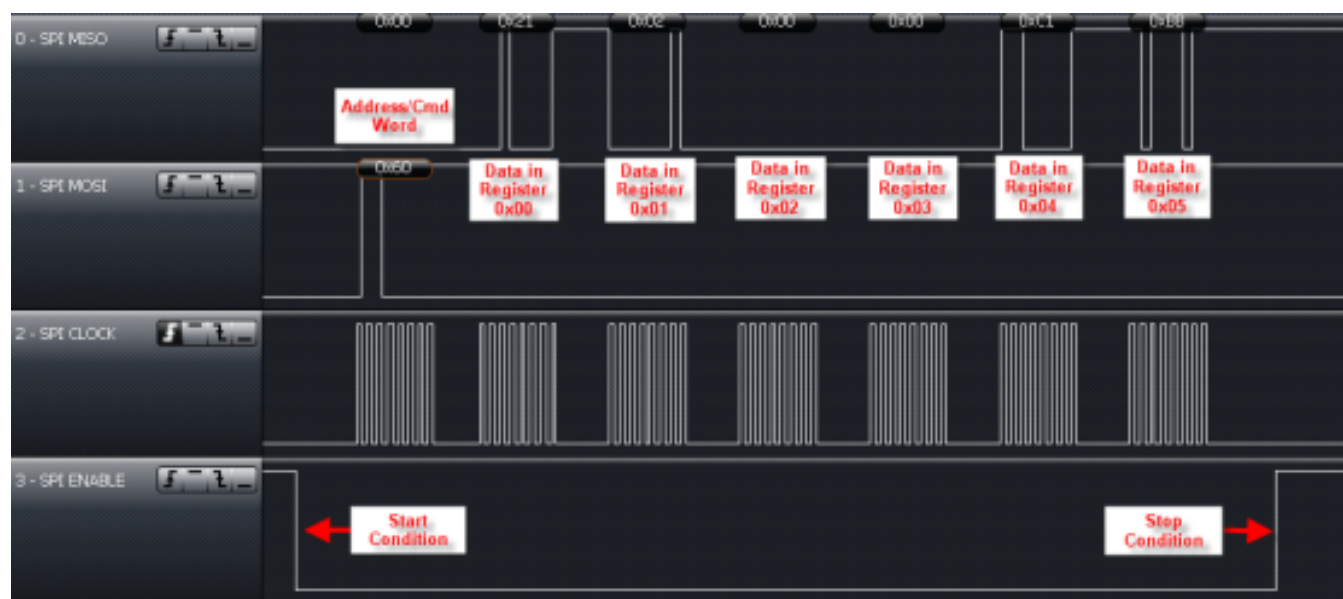 0x00 0x21 0x02 0x00 0x00 0xC1 0xBB
0 - SPI MISO
Address/Cmd
Word
0x60
1 - SPI MOSI
Data in
Register
0x00
Data in
Register
0x01
Data in
Register
0x02
Data in
Register
0x03
Data in
Register
0x04
Data in
Register
0x05
2 - SPI CLOCK
3 - SPI ENABLE
Start
Condition
Stop
Condition